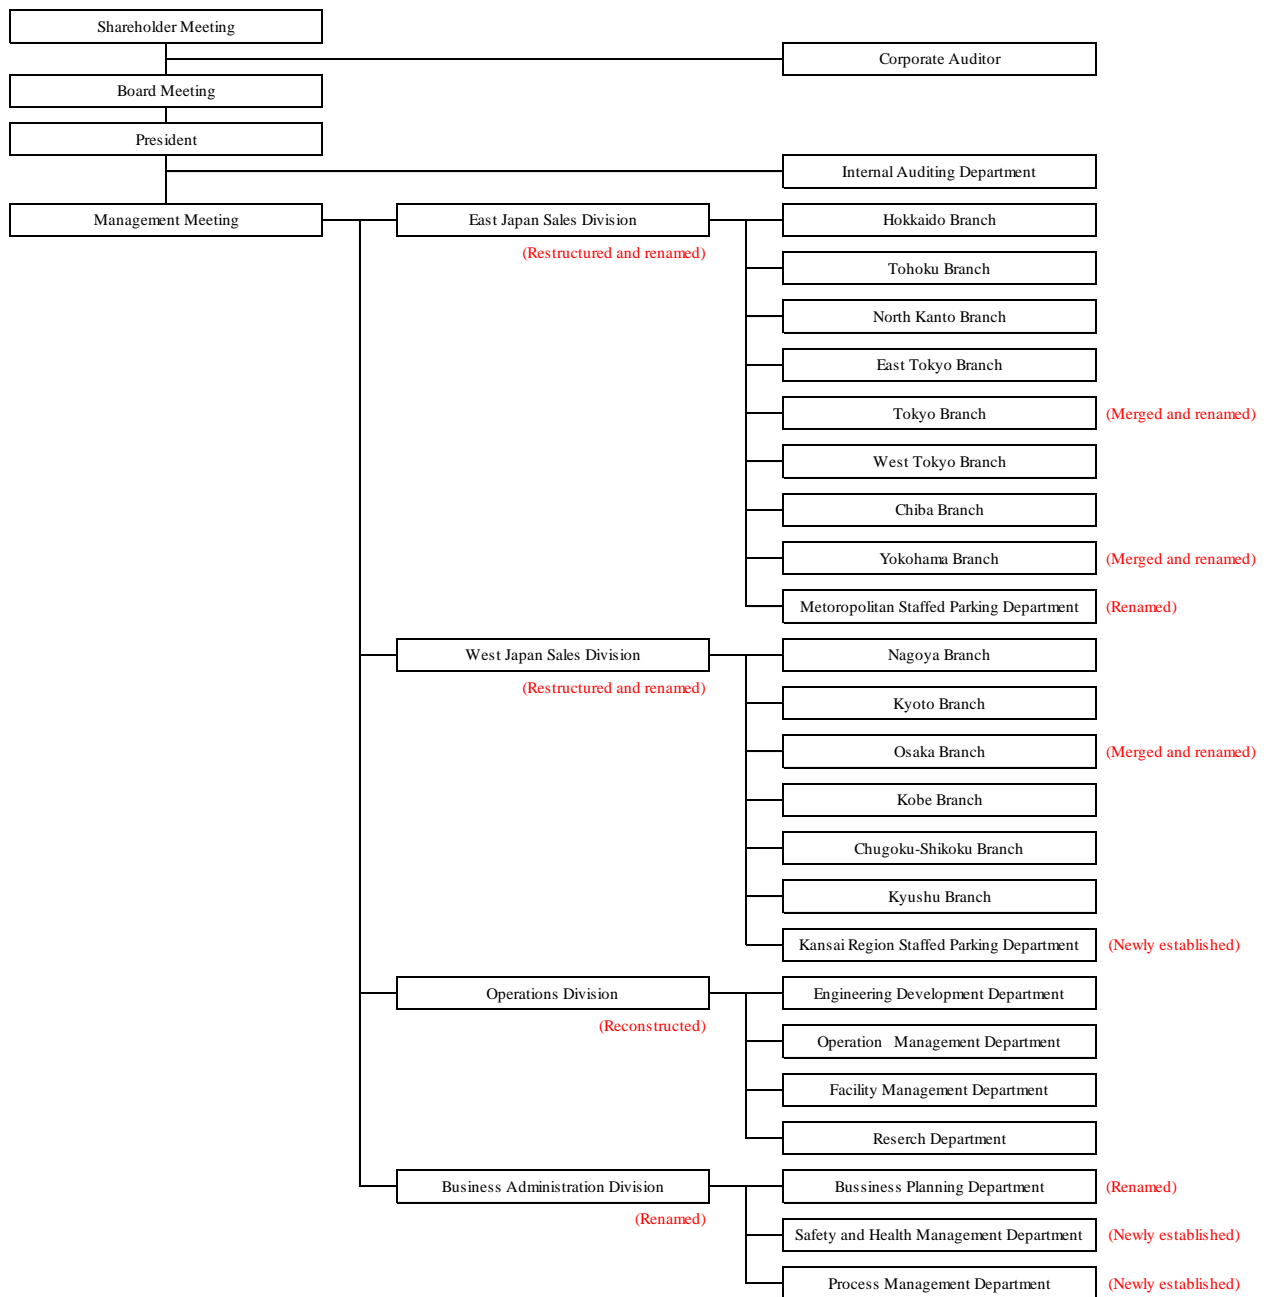 Shareholder Meeting
Corporate Auditor
Board Meeting
President
Internal Auditing Department
Management Meeting
East Japan Sales Division
Hokkaido Branch
(Restructured and renamed)
Tohoku Branch
North Kanto Branch
East Tokyo Branch
Tokyo Branch
(Merged and renamed)
West Tokyo Branch
Chiba Branch
Yokohama Branch
(Merged and renamed)
Metoropolitan Staffed Parking Department
(Renamed)
West Japan Sales Division
Nagoya Branch
(Restructured and renamed)
Kyoto Branch
Osaka Branch
(Merged and renamed)
Kobe Branch
Chugoku-Shikoku Branch
Kyushu Branch
Kansai Region Staffed Parking Department
(Newly established)
Operations Division
Engineering Development Department
(Reconstructed)
Operation   Management Department
Facility Management Department
Reserch Department
Business Administration Division
Bussiness Planning Department
(Renamed)
(Renamed)
Safety and Health Management Department
(Newly established)
Process Management Department
(Newly established)